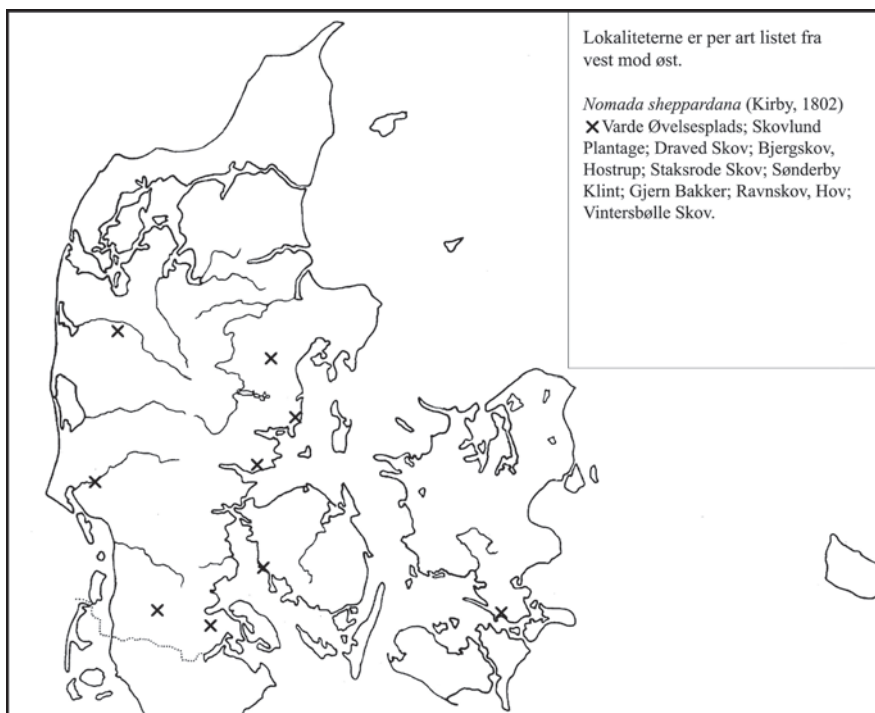 Lokaliteterne er per art listet fra
vest mod øst.
Nomada sheppardana (Kirby, 1802)
✕ Varde Øvelsesplads; Skovlund
Plantage; Draved Skov; Bjergskov,
Hostrup; Staksrode Skov; Sønderby
Klint; Gjern Bakker; Ravnskov, Hov;
Vintersbølle Skov.